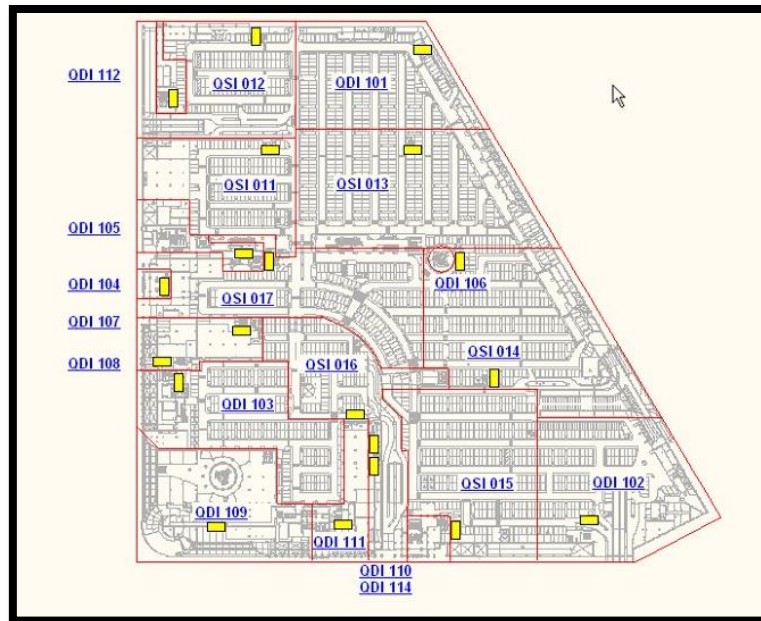 QDI 112
QSI 012
QDI 101
QSI 011
QSI 013
QDI 105
QDI 104
QSI 017
QDI 106
QDI 107
QDI 108
QSI 016
QSI 014
QDI 103
QSI 015
QDI 102
QDI 109
QDI 111
QDI 110
QDI 114